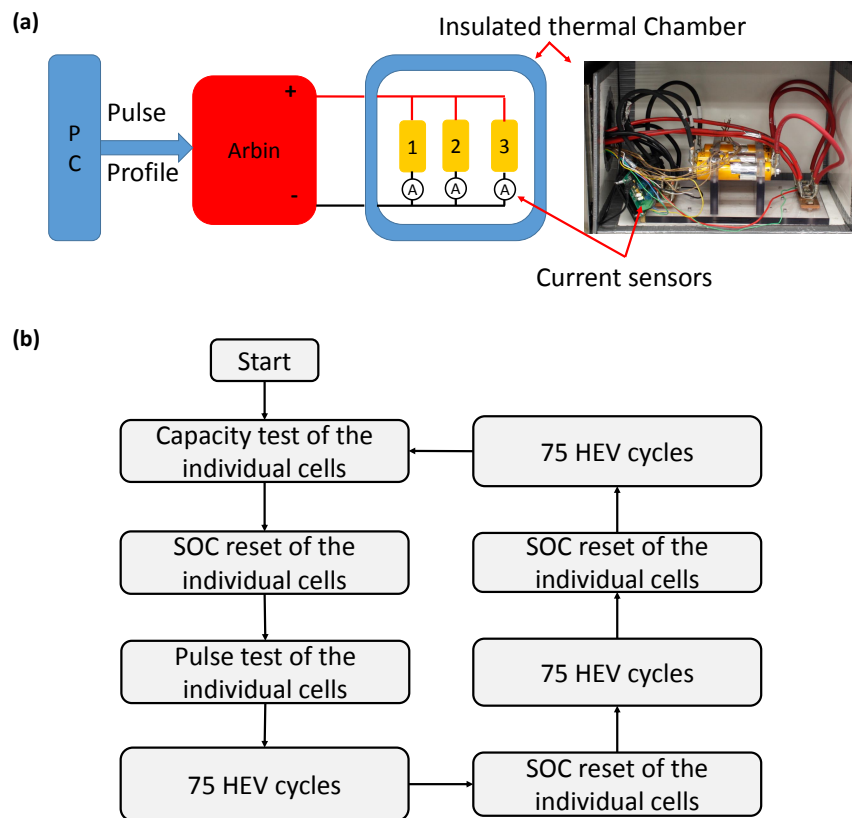 (a)
Insulated thermal Chamber
P
C
Pulse
Profile
Arbin
+
-
1
2
3
A
A
A
Current sensors
(b)
Start
Capacity test of the
individual cells
SOC reset of the
individual cells
Pulse test of the
individual cells
75 HEV cycles
SOC reset of the
individual cells
75 HEV cycles
SOC reset of the
individual cells
75 HEV cycles